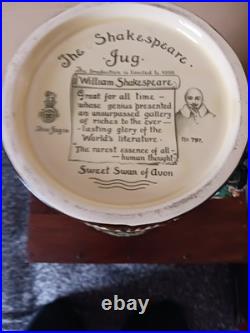 The Shakespeare
Jug.
The Production is limited to 1000.
William Shakespeare.
Great for all time —
whose genius presented
an unsurpassed gallery
of riches to the ever —
— lasting glory of the
World's literature.
The rarest essence of all —
— human thought
No 797.
Sweet Swan of Avon